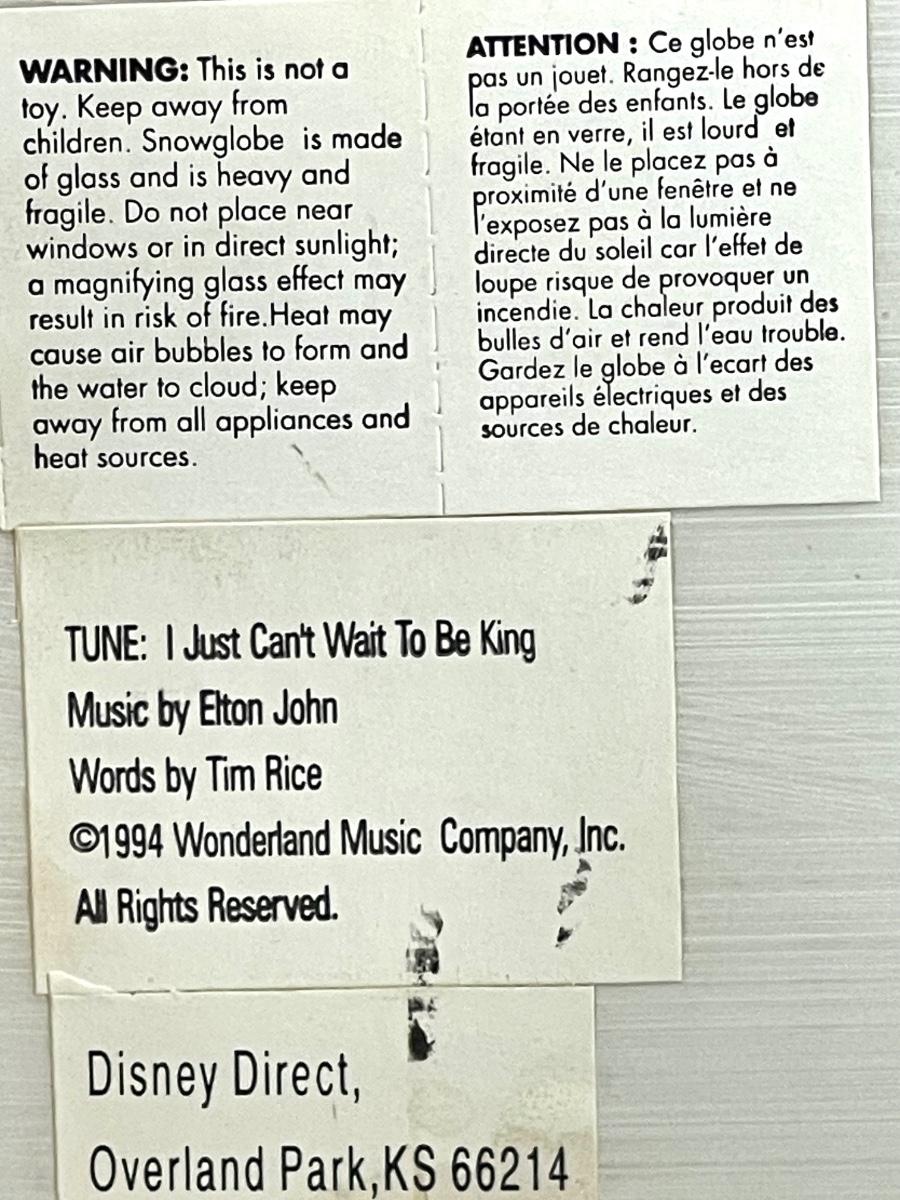 WARNING: This is not a
toy. Keep away from
children. Snowglobe is made
of glass and is heavy and
fragile. Do not place near
windows or in direct sunlight;
a magnifying glass effect may
result in risk of fire.Heat may
cause air bubbles to form and
the water to cloud; keep
away from all appliances and
heat sources.
ATTENTION : Ce globe n'est
pas un jouet. Rangez-le hors de
la portée des enfants. Le globe
étant en verre, il est lourd et
fragile. Ne le placez pas à
proximité d'une fenêtre et ne
l'exposez pas à la lumière
directe du soleil car l'effet de
loupe risque de provoquer un
incendie. La chaleur produit des
bulles d'air et rend l'eau trouble.
Gardez le globe à l'ecart des
appareils électriques et des
sources de chaleur.
TUNE: I Just Can't Wait To Be King
Music by Elton John
Words by Tim Rice
©1994 Wonderland Music Company, Inc.
All Rights Reserved.
Disney Direct,
Overland Park,KS 66214